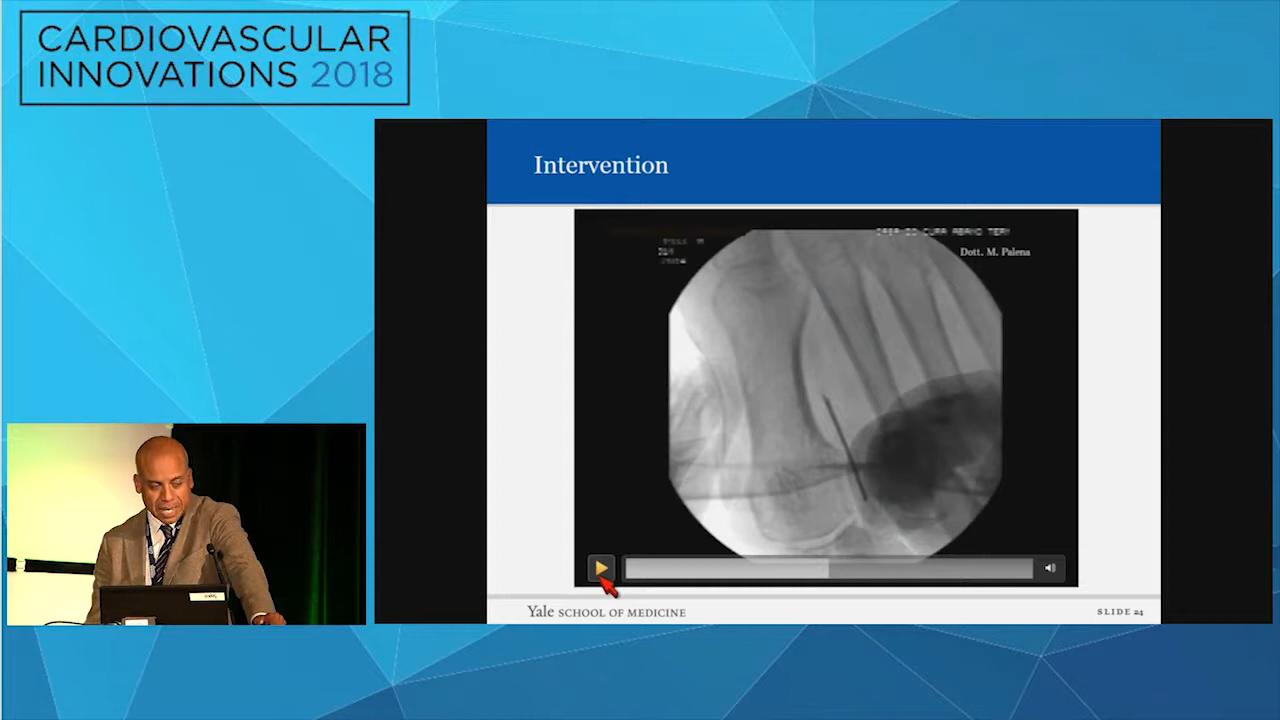 CARDIOVASCULAR
INNOVATIONS 2018
Intervention
Dott. M. Palena
Yale SCHOOL OF MEDICINE
SLIDE 24